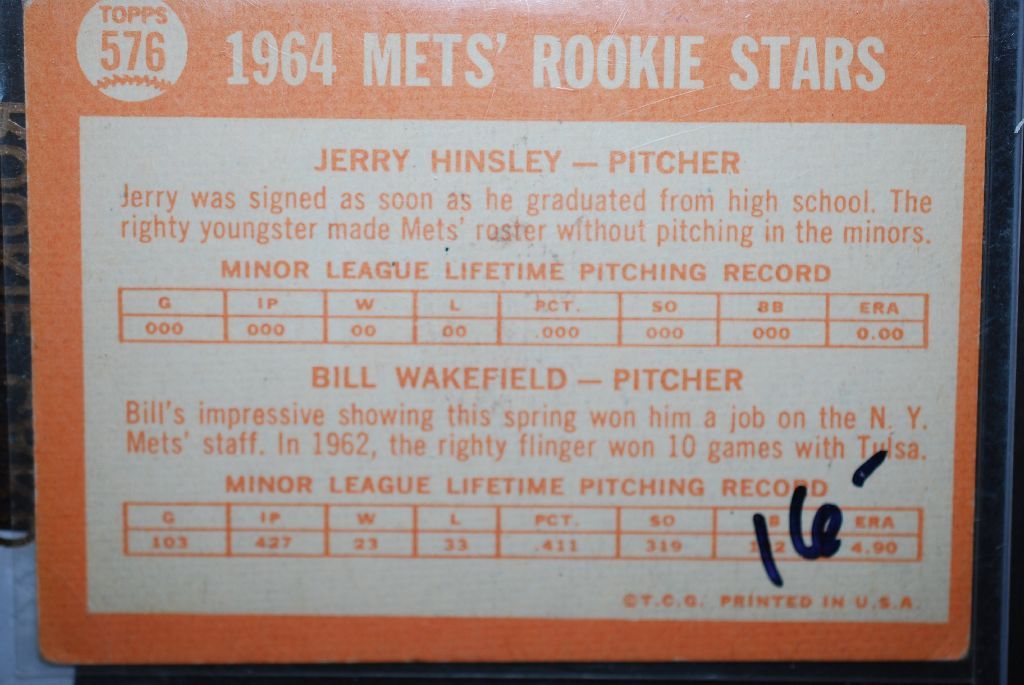 TOPPS
576
1964 METS' ROOKIE STARS
JERRY HINSLEY — PITCHER
Jerry was signed as soon as he graduated from high school. The
righty youngster made Mets' roster without pitching in the minors.
MINOR LEAGUE LIFETIME PITCHING RECORD
G IP W L PCT. SO BB ERA
000 000 00 00 .000 000 000 0.00
BILL WAKEFIELD — PITCHER
Bill's impressive showing this spring won him a job on the N. Y.
Mets' staff. In 1962, the righty flinger won 10 games with Tulsa.
MINOR LEAGUE LIFETIME PITCHING RECORD
G IP W L PCT. SO ERA
103 427 23 33 .411 319 4.90
16
©T.C.G. PRINTED IN U.S.A.